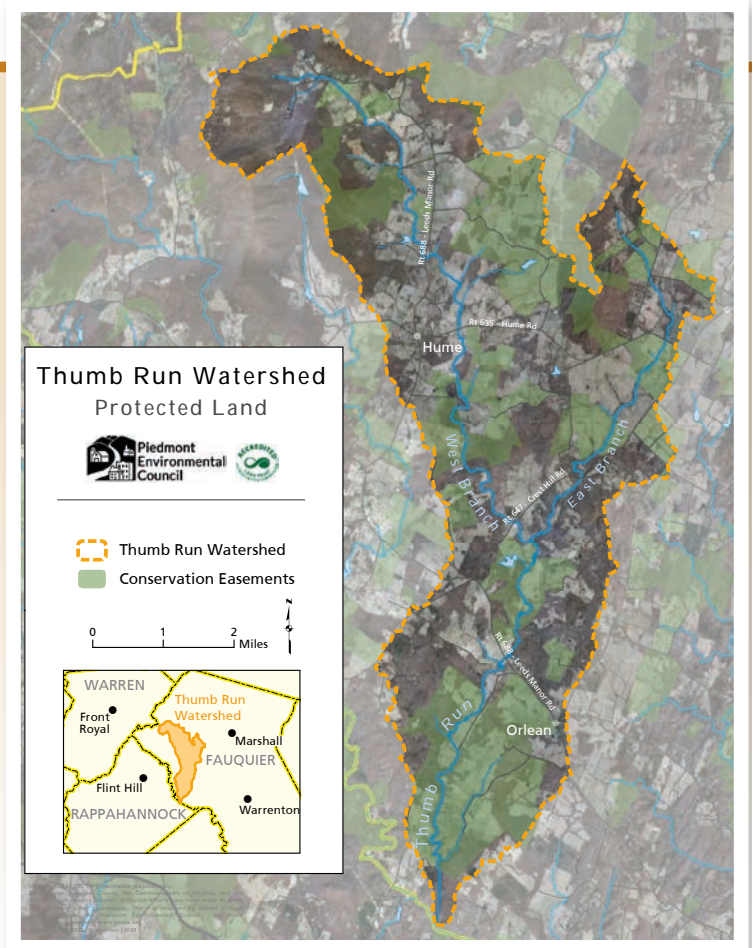 Rt 688 - Leeds Manor Rd
Rt 635 - Hume Rd
Hume
West Branch
East Branch
Rt 647 - Crest Hill Rd
Rt 688 - Leeds Manor Rd
Orlean
Thumb Run
Thumb Run Watershed
Protected Land
Piedmont
Environmental
Council
ACCREDITED
Thumb Run Watershed
Conservation Easements
N
0 1 2 Miles
WARREN
Thumb Run
Watershed
Front
Royal
Marshall
FAUQUIER
Flint Hill
Warrenton
RAPPAHANNOCK